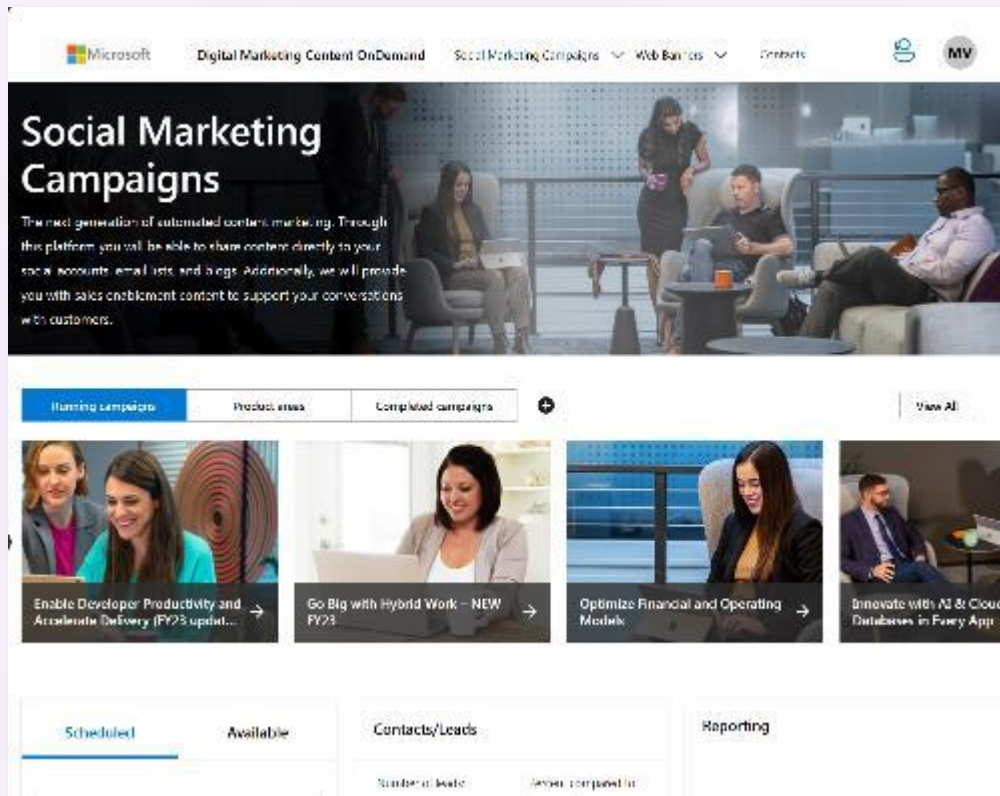 Microsoft
Digital Marketing Content OnDemand
Social Marketing Campaigns
Web Banners
Contacts
MV
Social Marketing
Campaigns
The next generation of automated content marketing. Through
this platform you will be able to share content directly to your
social accounts, email lists, and blogs. Additionally, we will provide
you with sales enablement content to support your conversations
with customers.
Running campaigns
Product areas
Completed campaigns
View All
Enable Developer Productivity and
Accelerate Delivery (FY23 updat...
Go Big with Hybrid Work – NEW
FY23
Optimize Financial and Operating
Models
Innovate with AI & Cloud
Databases in Every App
Scheduled
Available
Contacts/Leads
Reporting
Number of leads:
Percent compared to